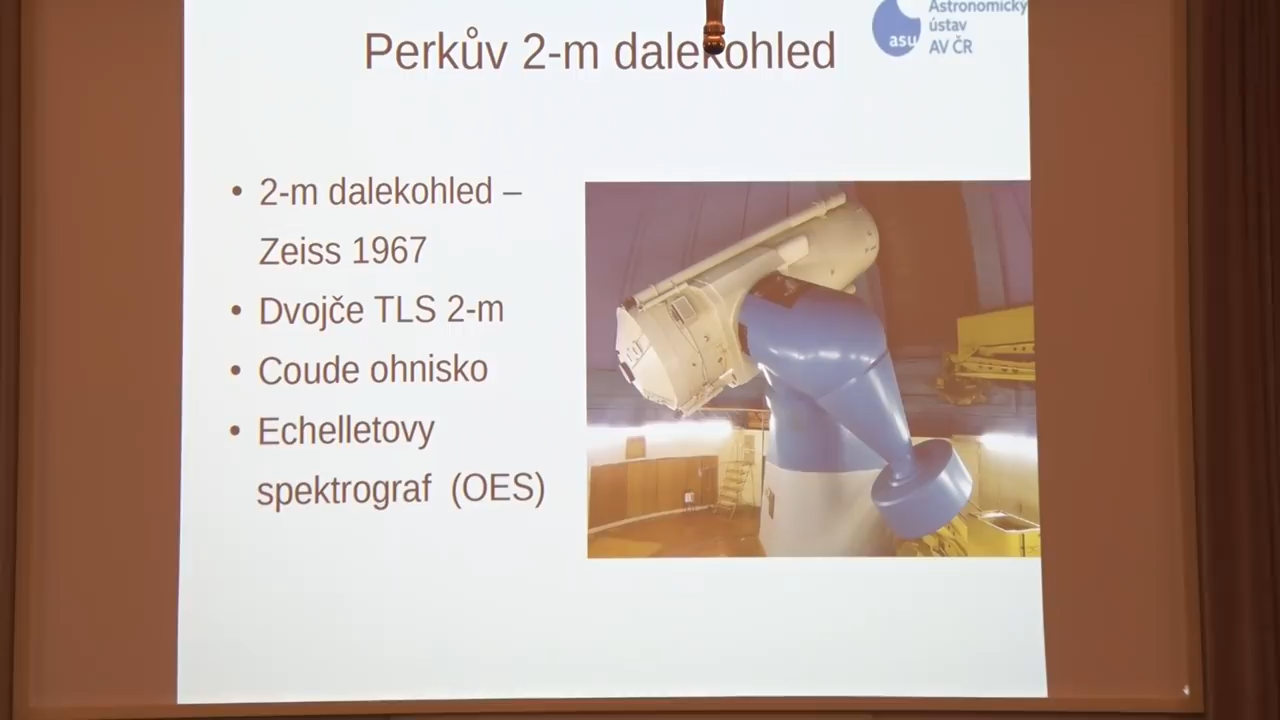 Perkův 2-m dalekohled
asu
Astronomický
ústav
AV ČR
• 2-m dalekohled –
Zeiss 1967
• Dvojče TLS 2-m
• Coude ohnisko
• Echelletovy
spektrograf (OES)